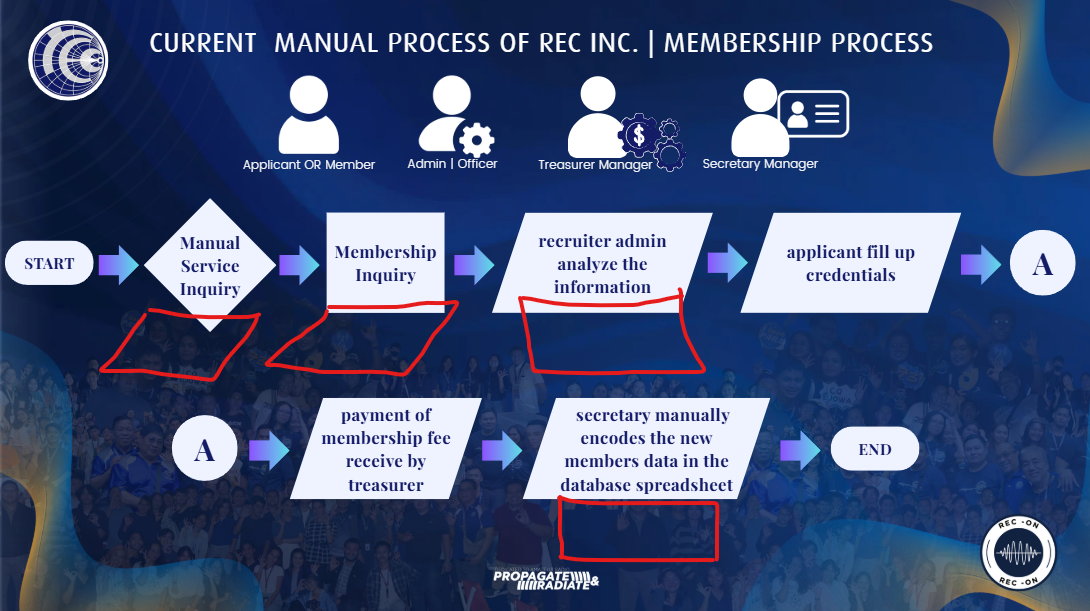 CURRENT MANUAL PROCESS OF REC INC. | MEMBERSHIP PROCESS
Applicant OR Member
Admin | Officer
Treasurer Manager
Secretary Manager
$
START
Manual
Service
Inquiry
Membership
Inquiry
recruiter admin
analyze the
information
applicant fill up
credentials
A
A
payment of
membership fee
receive by
treasurer
secretary manually
encodes the new
members data in the
database spreadsheet
END
PROPAGATE
&
RADIATE
REC -ON
REC -ON